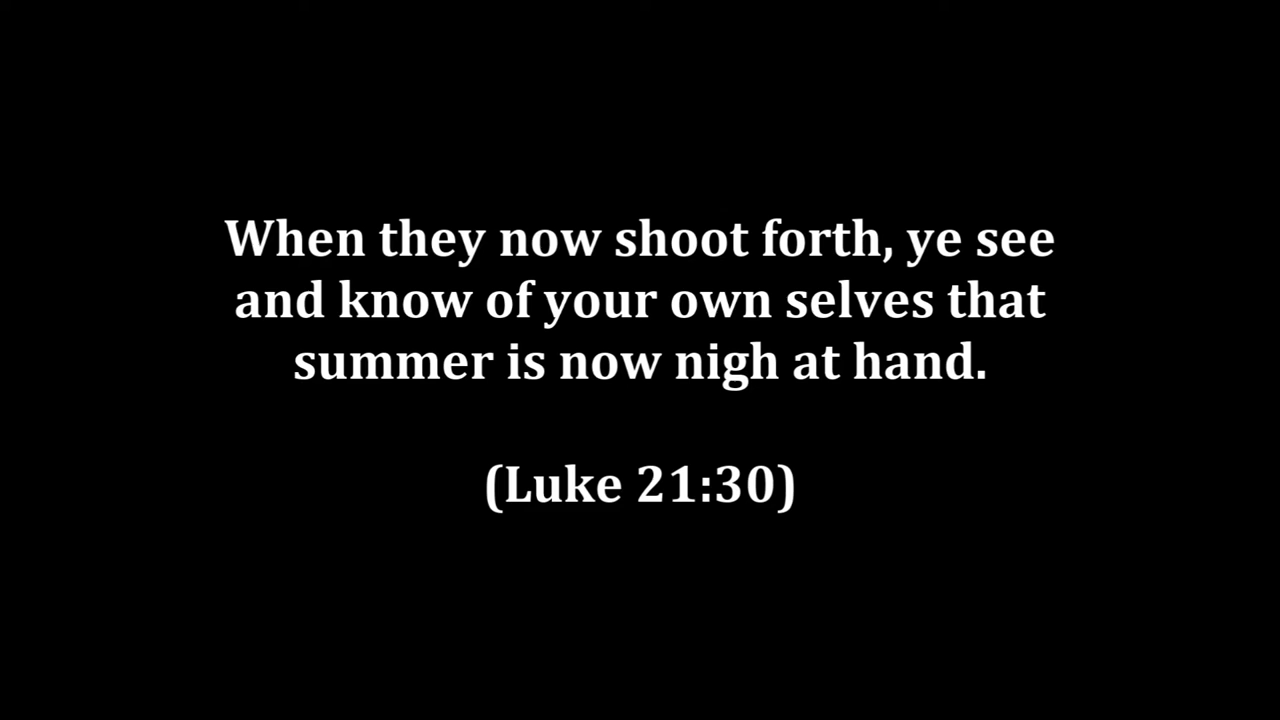 When they now shoot forth, ye see
and know of your own selves that
summer is now nigh at hand.
(Luke 21:30)